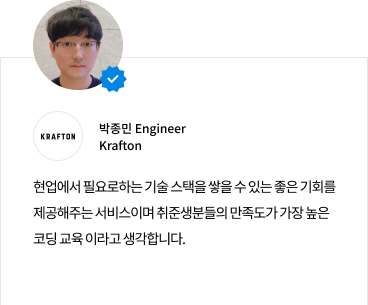 KRAFTON
박종민 Engineer
Krafton
현업에서 필요로하는 기술 스택을 쌓을 수 있는 좋은 기회를
제공해주는 서비스이며 취준생분들의 만족도가 가장 높은
코딩 교육 이라고 생각합니다.